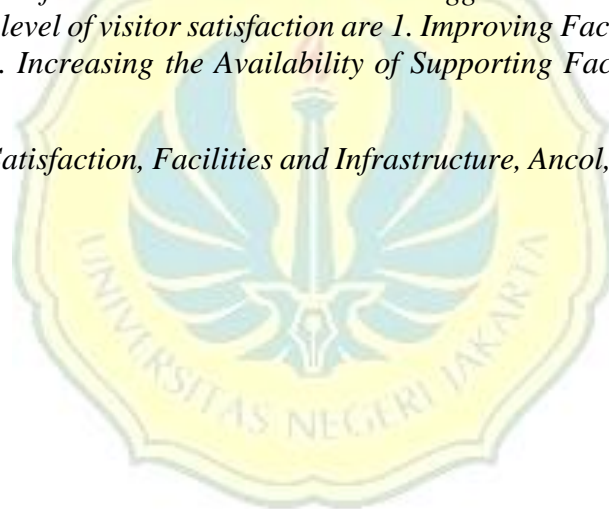 level of visitor satisfaction are 1. Improving Fac
. Increasing the Availability of Supporting Fac
Satisfaction, Facilities and Infrastructure, Ancol,
UNIVERSITAS NEGERI JAKARTA